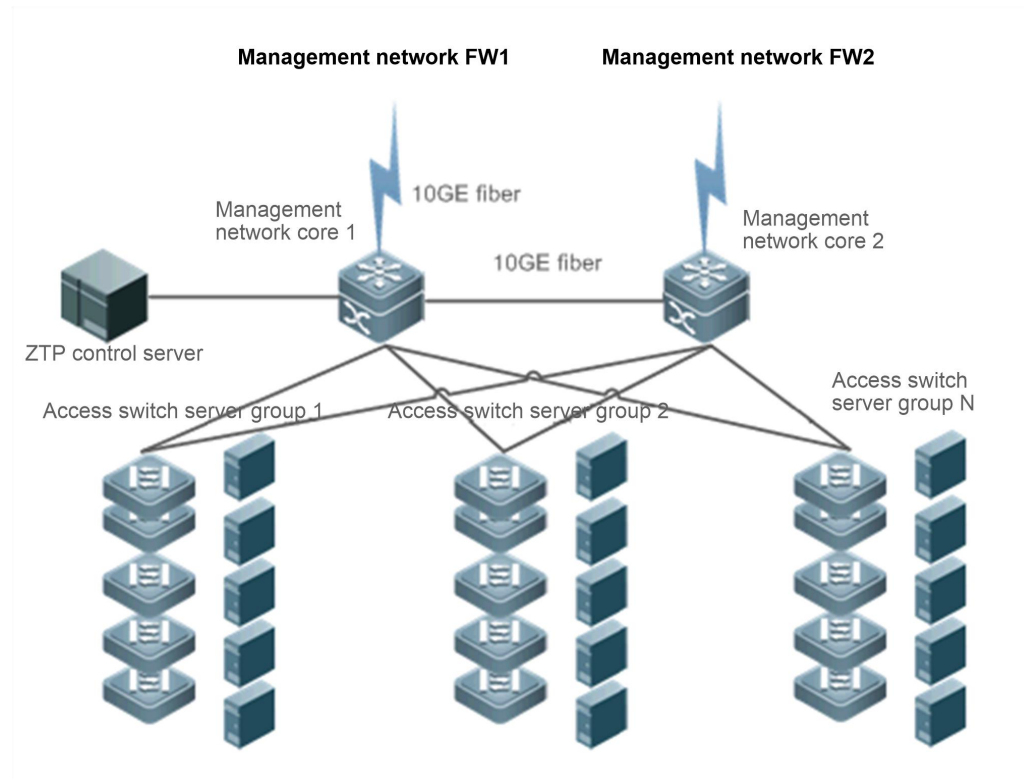 Management network FW1
Management network FW2
10GE fiber
Management
network core 1
Management
network core 2
10GE fiber
ZTP control server
Access switch server group 1
Access switch server group 2
Access switch
server group N